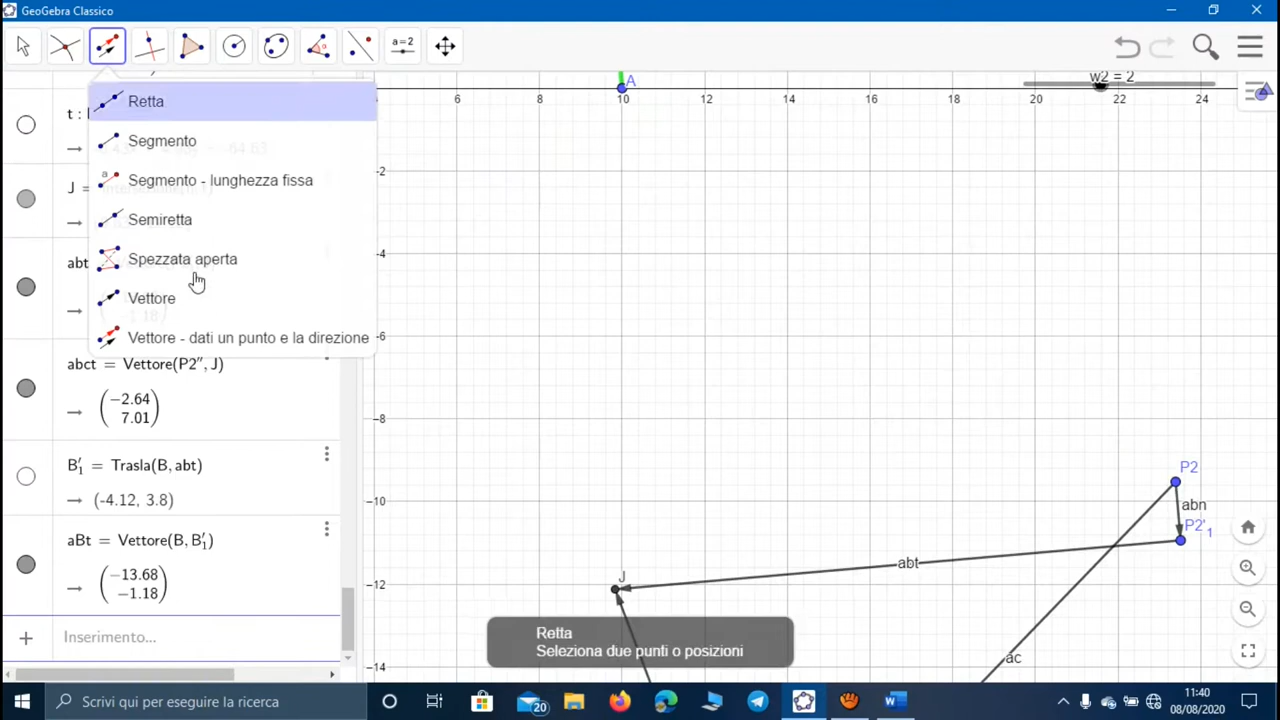 GeoGebra Classico
a=2
Retta
Segmento
Segmento - lunghezza fissa
Semiretta
Spezzata aperta
Vettore
Vettore - dati un punto e la direzione
t :
J =
abt
abct = Vettore(P2″, J)
→ (−2.64
7.01)
B′₁ = Trasla(B, abt)
→ (-4.12, 3.8)
aBt = Vettore(B, B′₁)
→ (−13.68
−1.18)
+ Inserimento...
A
w2 = 2
6 8 10 12 14 16 18 20 22 24
-2
-4
-6
-8
-10
-12
-14
P2
abn
P2'₁
abt
J
ac
Retta
Seleziona due punti o posizioni
Scrivi qui per eseguire la ricerca
20
11:40
08/08/2020